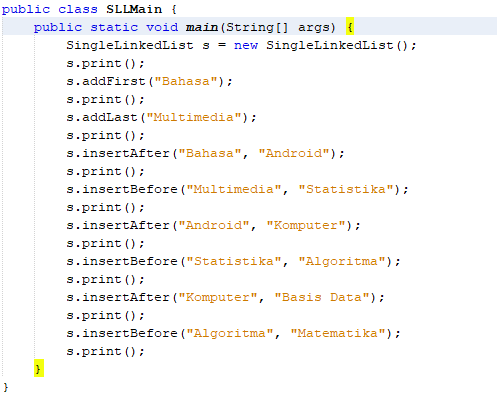 public class SLLMain {
    public static void main(String[] args) {
        SingleLinkedList s = new SingleLinkedList();
        s.print();
        s.addFirst("Bahasa");
        s.print();
        s.addLast("Multimedia");
        s.print();
        s.insertAfter("Bahasa", "Android");
        s.print();
        s.insertBefore("Multimedia", "Statistika");
        s.print();
        s.insertAfter("Android", "Komputer");
        s.print();
        s.insertBefore("Statistika", "Algoritma");
        s.print();
        s.insertAfter("Komputer", "Basis Data");
        s.print();
        s.insertBefore("Algoritma", "Matematika");
        s.print();
    }
}